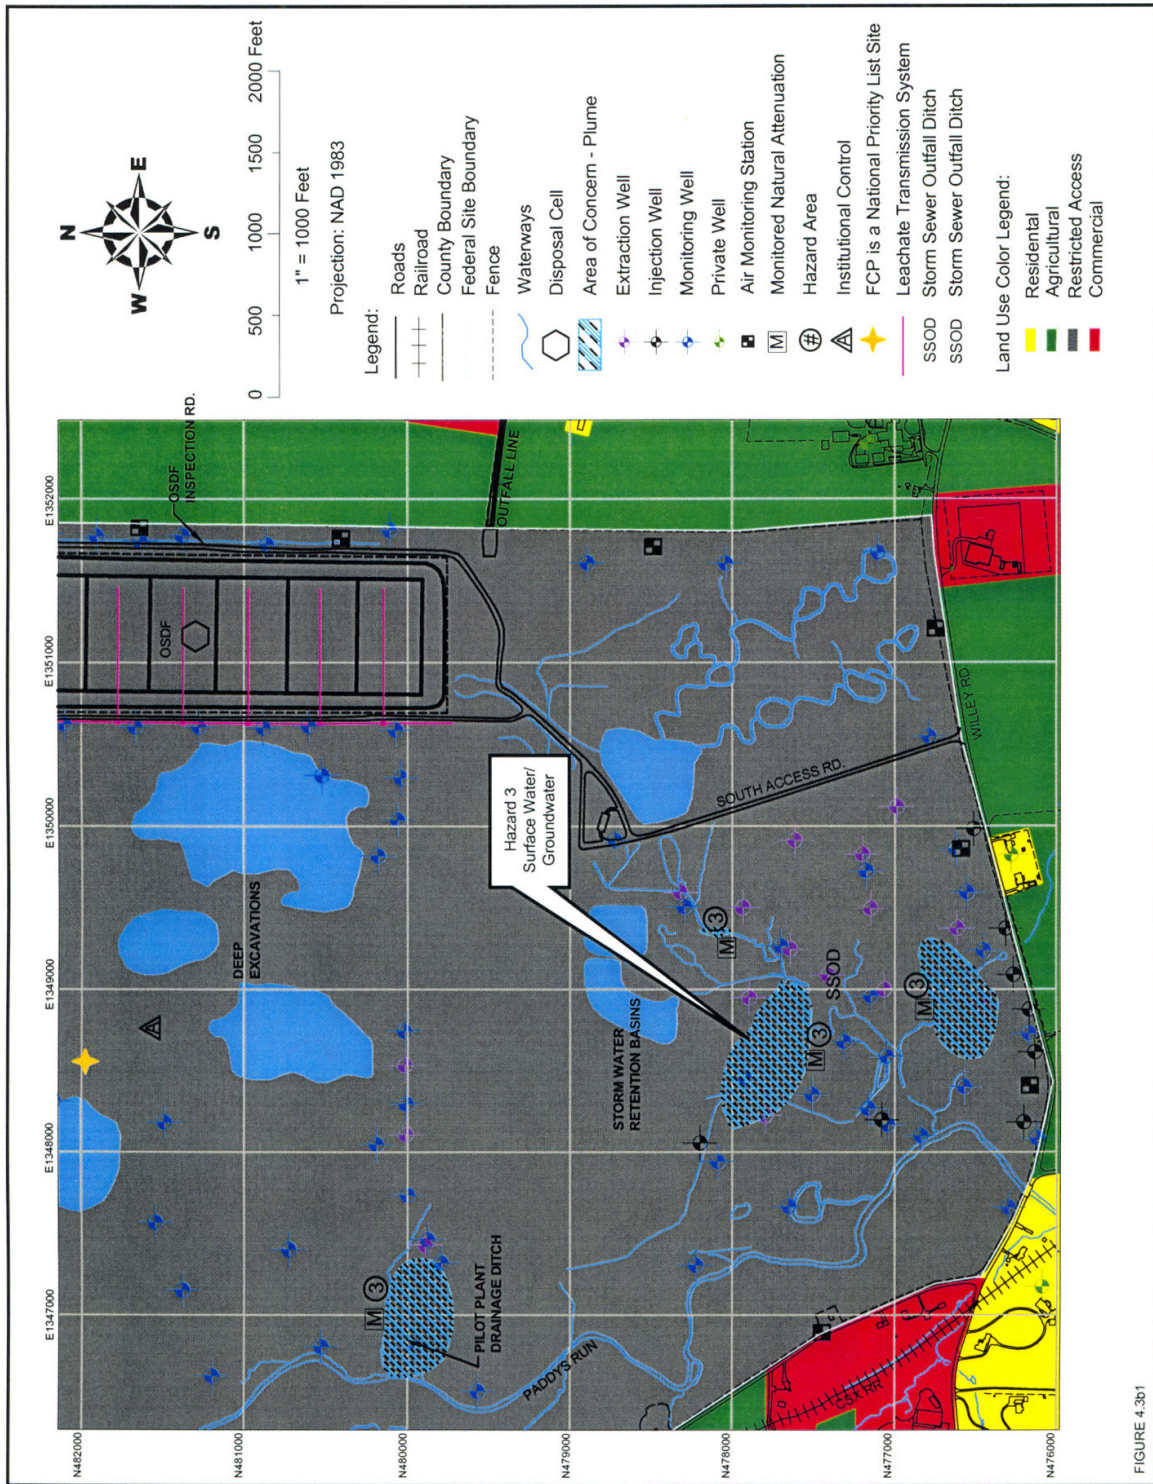 N
W
E
S
1" = 1000 Feet
Projection: NAD 1983
0
500
1000
1500
2000 Feet
Legend:
Roads
Railroad
County Boundary
Federal Site Boundary
Fence
Waterways
Disposal Cell
Area of Concern - Plume
Extraction Well
Injection Well
Monitoring Well
Private Well
Air Monitoring Station
M Monitored Natural Attenuation
# Hazard Area
A Institutional Control
FCP is a National Priority List Site
Leachate Transmission System
SSOD Storm Sewer Outfall Ditch
SSOD Storm Sewer Outfall Ditch
Land Use Color Legend:
Residental
Agricultural
Restricted Access
Commercial
E1347000
E1348000
E1349000
E1350000
E1351000
E1352000
N482000
N481000
N480000
N479000
N478000
N477000
N476000
OSDF
INSPECTION RD.
OSDF
A
DEEP
EXCAVATIONS
OUTFALL LINE
Hazard 3
Surface Water/
Groundwater
M 3
PILOT PLANT
DRAINAGE DITCH
STORM WATER
RETENTION BASINS
PADDYS RUN
SOUTH ACCESS RD.
M 3
SSOD
M 3
M 3
WILLEY RD.
CSX RR
FIGURE 4.3b1